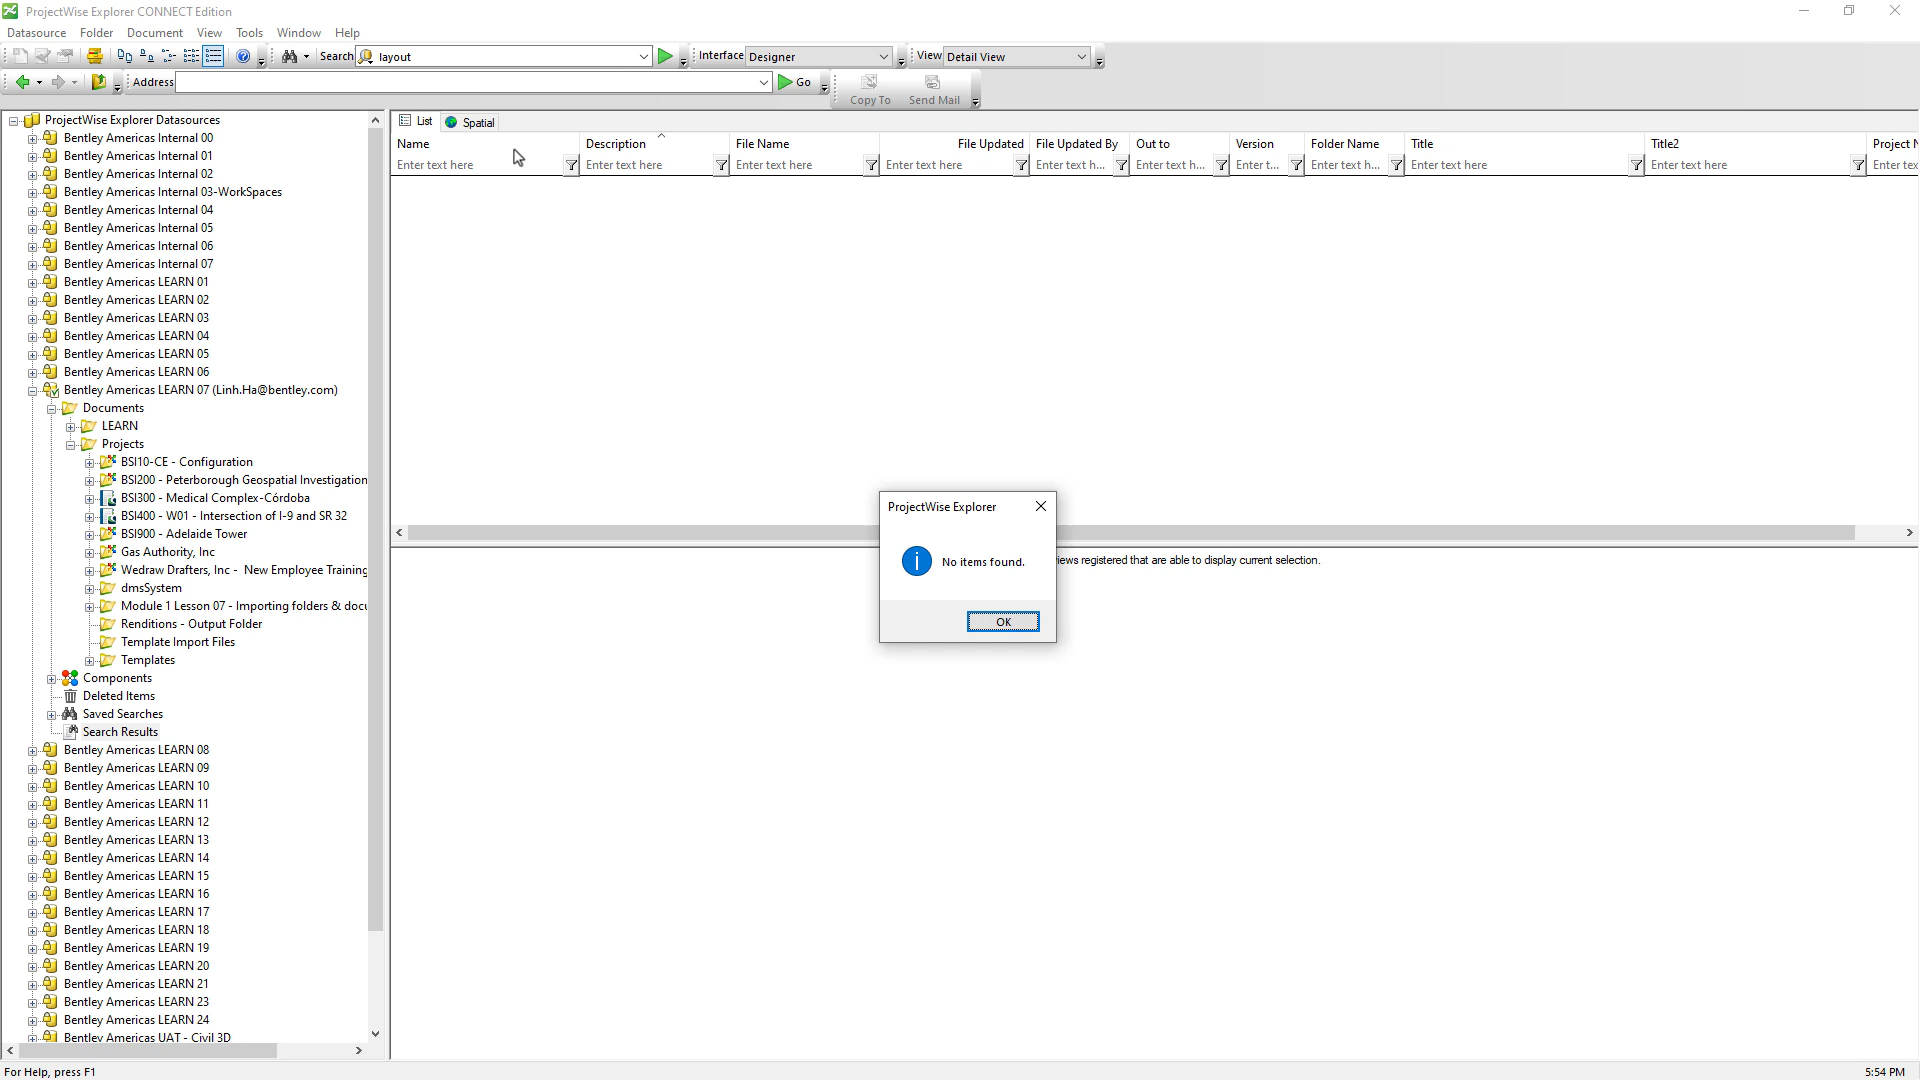 ProjectWise Explorer CONNECT Edition
Datasource Folder Document View Tools Window Help
Search layout Interface Designer View Detail View
Address Go Copy To Send Mail
ProjectWise Explorer Datasources
Bentley Americas Internal 00
Bentley Americas Internal 01
Bentley Americas Internal 02
Bentley Americas Internal 03-WorkSpaces
Bentley Americas Internal 04
Bentley Americas Internal 05
Bentley Americas Internal 06
Bentley Americas Internal 07
Bentley Americas LEARN 01
Bentley Americas LEARN 02
Bentley Americas LEARN 03
Bentley Americas LEARN 04
Bentley Americas LEARN 05
Bentley Americas LEARN 06
Bentley Americas LEARN 07 (Linh.Ha@bentley.com)
Documents
LEARN
Projects
BSI10-CE - Configuration
BSI200 - Peterborough Geospatial Investigation
BSI300 - Medical Complex-Córdoba
BSI400 - W01 - Intersection of I-9 and SR 32
BSI900 - Adelaide Tower
Gas Authority, Inc
Wedraw Drafters, Inc - New Employee Training
dmsSystem
Module 1 Lesson 07 - Importing folders & docu
Renditions - Output Folder
Template Import Files
Templates
Components
Deleted Items
Saved Searches
Search Results
Bentley Americas LEARN 08
Bentley Americas LEARN 09
Bentley Americas LEARN 10
Bentley Americas LEARN 11
Bentley Americas LEARN 12
Bentley Americas LEARN 13
Bentley Americas LEARN 14
Bentley Americas LEARN 15
Bentley Americas LEARN 16
Bentley Americas LEARN 17
Bentley Americas LEARN 18
Bentley Americas LEARN 19
Bentley Americas LEARN 20
Bentley Americas LEARN 21
Bentley Americas LEARN 23
Bentley Americas LEARN 24
Bentley Americas UAT - Civil 3D
List Spatial
Name Description File Name File Updated File Updated By Out to Version Folder Name Title Title2 Project N
Enter text here Enter text here Enter text here Enter text here Enter text h... Enter text h... Enter t... Enter text h... Enter text here Enter text here Enter tex
ProjectWise Explorer
No items found.
OK
iews registered that are able to display current selection.
For Help, press F1 5:54 PM